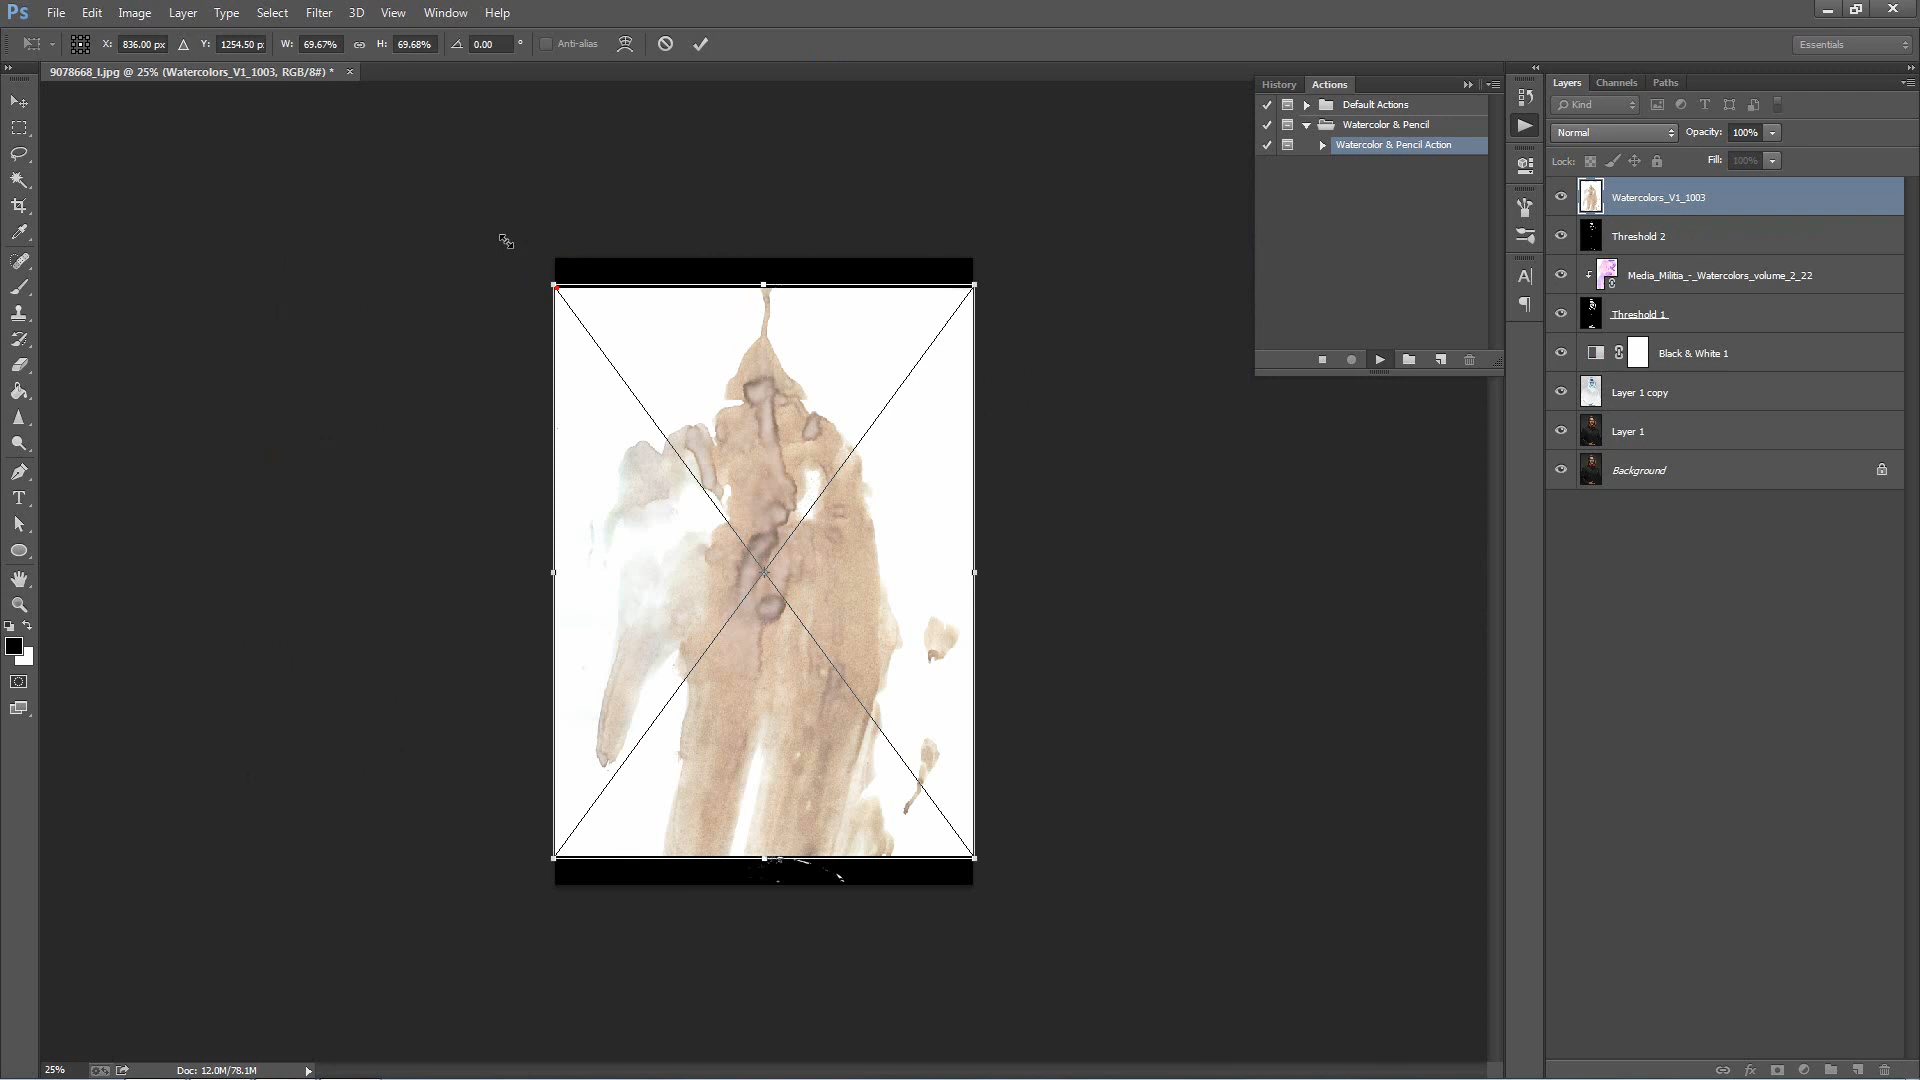 Ps File Edit Image Layer Type Select Filter 3D View Window Help
X: 836.00 px Y: 1254.50 p: W: 69.67% H: 69.68% 0.00 ° Anti-alias Essentials
9078668_l.jpg @ 25% (Watercolors_V1_1003, RGB/8#) * ×
History Actions
Default Actions
Watercolor & Pencil
Watercolor & Pencil Action
Layers Channels Paths
Kind
Normal Opacity: 100%
Lock: Fill: 100%
Watercolors_V1_1003
Threshold 2
Media_Militia_-_Watercolors_volume_2_22
Threshold 1
Black & White 1
Layer 1 copy
Layer 1
Background
25% Doc: 12.0M/78.1M